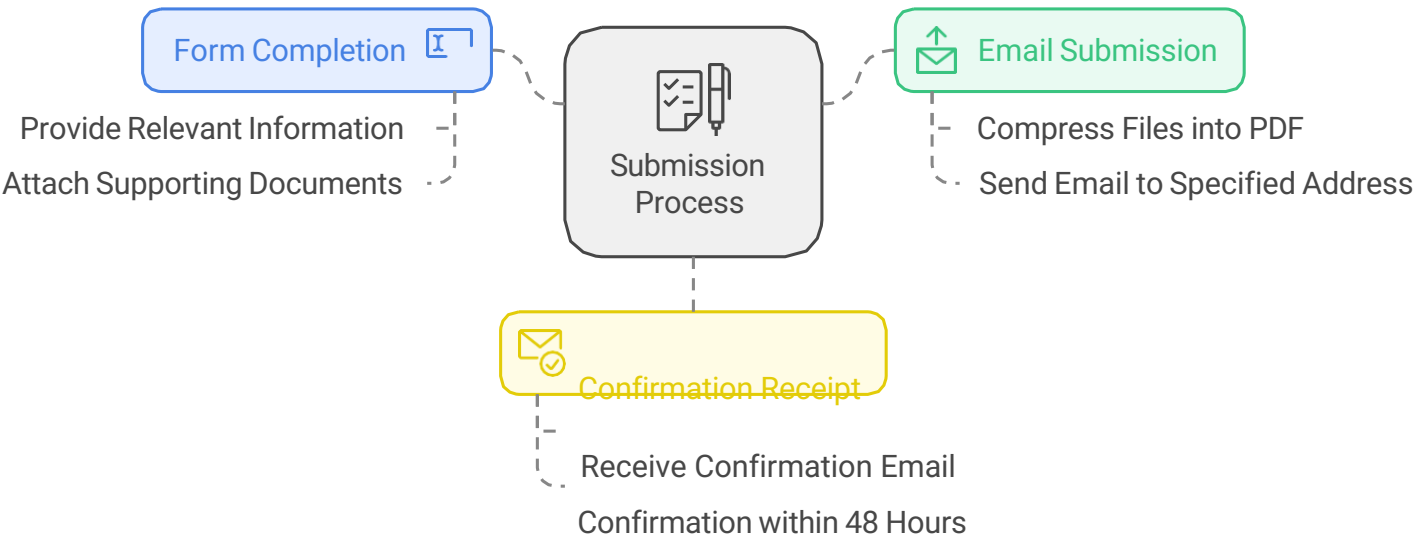 Form Completion
Provide Relevant Information
Attach Supporting Documents
Submission
Process
Email Submission
Compress Files into PDF
Send Email to Specified Address
Confirmation Receipt
Receive Confirmation Email
Confirmation within 48 Hours